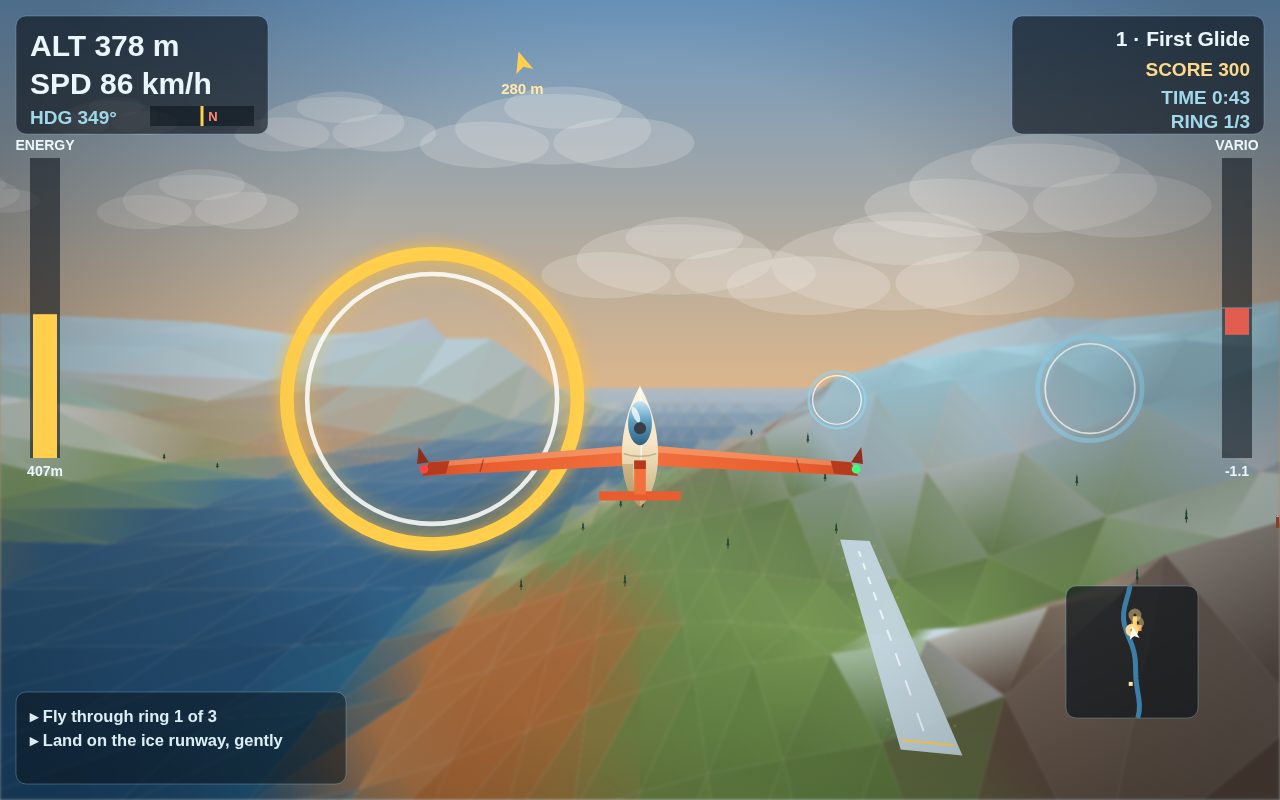 ALT 378 m
SPD 86 km/h
HDG 349°
N
ENERGY
407m
280 m
1 · First Glide
SCORE 300
TIME 0:43
RING 1/3
VARIO
-1.1
▸ Fly through ring 1 of 3
▸ Land on the ice runway, gently